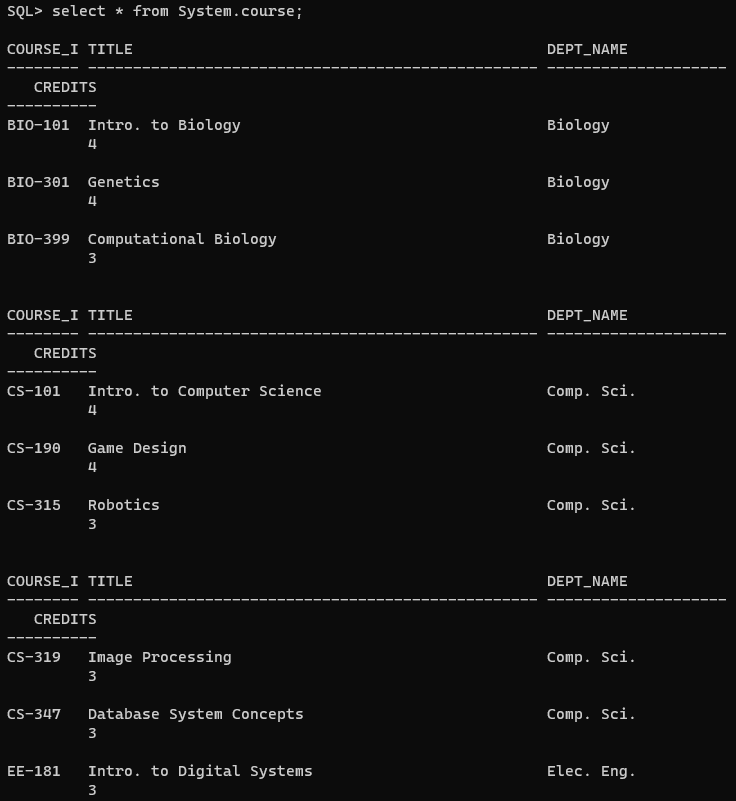 SQL> select * from System.course;
COURSE_I TITLE                                              DEPT_NAME
-------- -------------------------------------------------- --------------------
   CREDITS
----------
BIO-101  Intro. to Biology                                  Biology
         4
BIO-301  Genetics                                           Biology
         4
BIO-399  Computational Biology                              Biology
         3
COURSE_I TITLE                                              DEPT_NAME
-------- -------------------------------------------------- --------------------
   CREDITS
----------
CS-101   Intro. to Computer Science                         Comp. Sci.
         4
CS-190   Game Design                                        Comp. Sci.
         4
CS-315   Robotics                                           Comp. Sci.
         3
COURSE_I TITLE                                              DEPT_NAME
-------- -------------------------------------------------- --------------------
   CREDITS
----------
CS-319   Image Processing                                   Comp. Sci.
         3
CS-347   Database System Concepts                           Comp. Sci.
         3
EE-181   Intro. to Digital Systems                          Elec. Eng.
         3